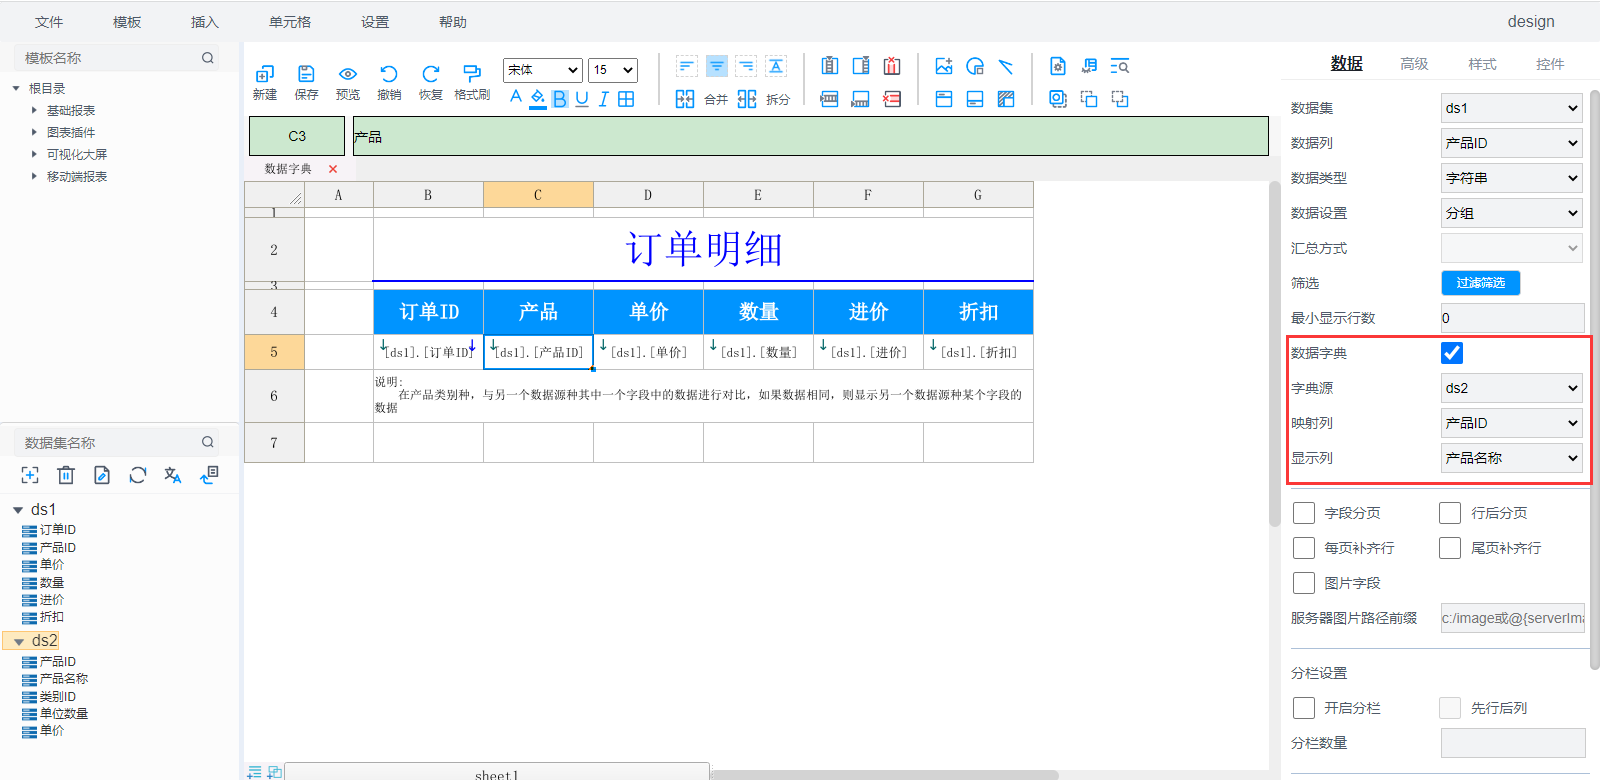 文件 模板 插入 单元格 设置 帮助 design
模板名称
根目录
基础报表
图表插件
可视化大屏
移动端报表
新建 保存 预览 撤销 恢复 格式刷
宋体 15
A B U I
合并 拆分
C3 产品
数据字典 ×
A B C D E F G
1
2 订单明细
3
4 订单ID 产品 单价 数量 进价 折扣
5 [ds1].[订单ID] [ds1].[产品ID] [ds1].[单价] [ds1].[数量] [ds1].[进价] [ds1].[折扣]
6 说明:
在产品类别种，与另一个数据源种其中一个字段中的数据进行对比，如果数据相同，则显示另一个数据源种某个字段的
数据
7
sheet1
数据集名称
ds1
订单ID
产品ID
单价
数量
进价
折扣
ds2
产品ID
产品名称
类别ID
单位数量
单价
数据 高级 样式 控件
数据集 ds1
数据列 产品ID
数据类型 字符串
数据设置 分组
汇总方式
筛选 过滤筛选
最小显示行数 0
数据字典
字典源 ds2
映射列 产品ID
显示列 产品名称
字段分页 行后分页
每页补齐行 尾页补齐行
图片字段
服务器图片路径前缀 c:/image或@{serverIma
分栏设置
开启分栏 先行后列
分栏数量